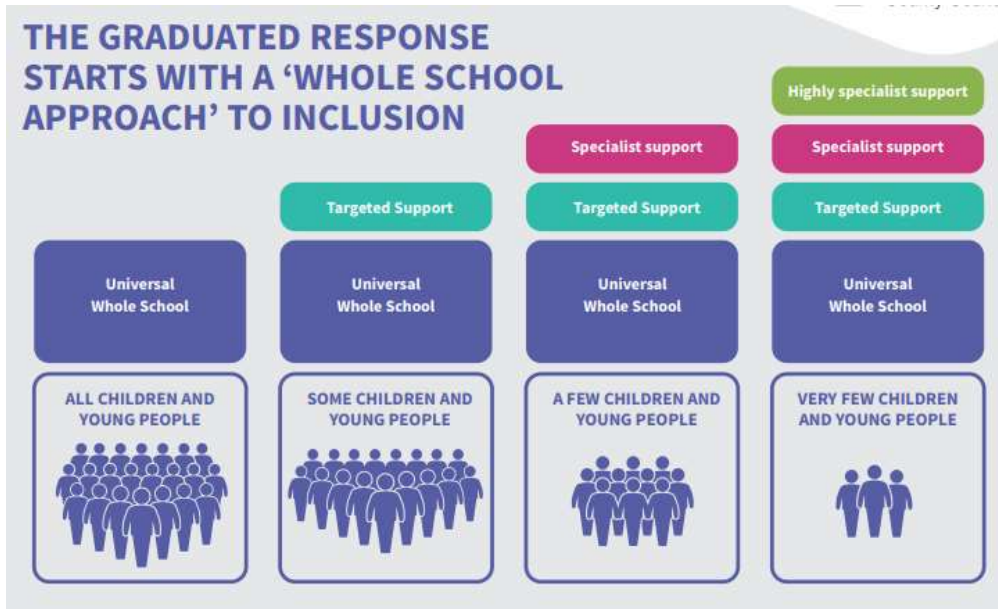 THE GRADUATED RESPONSE
STARTS WITH A ‘WHOLE SCHOOL
APPROACH’ TO INCLUSION
Highly specialist support
Specialist support
Specialist support
Targeted Support
Targeted Support
Targeted Support
Universal
Whole School
Universal
Whole School
Universal
Whole School
Universal
Whole School
ALL CHILDREN AND
YOUNG PEOPLE
SOME CHILDREN AND
YOUNG PEOPLE
A FEW CHILDREN AND
YOUNG PEOPLE
VERY FEW CHILDREN
AND YOUNG PEOPLE